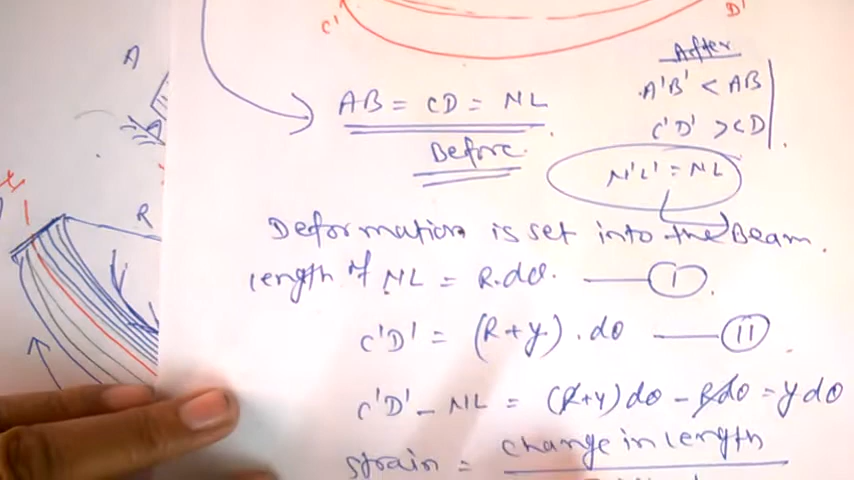 C' D'
A
After
A'B' < AB
AB = CD = NL
C'D' > CD
Before
N'L' = NL
R
Deformation is set into the Beam.
length of NL = R.dθ. —— I
C'D' = (R+y).dθ —— II
C'D' - NL = (R+y)dθ - Rdθ = ydθ
strain = change in length